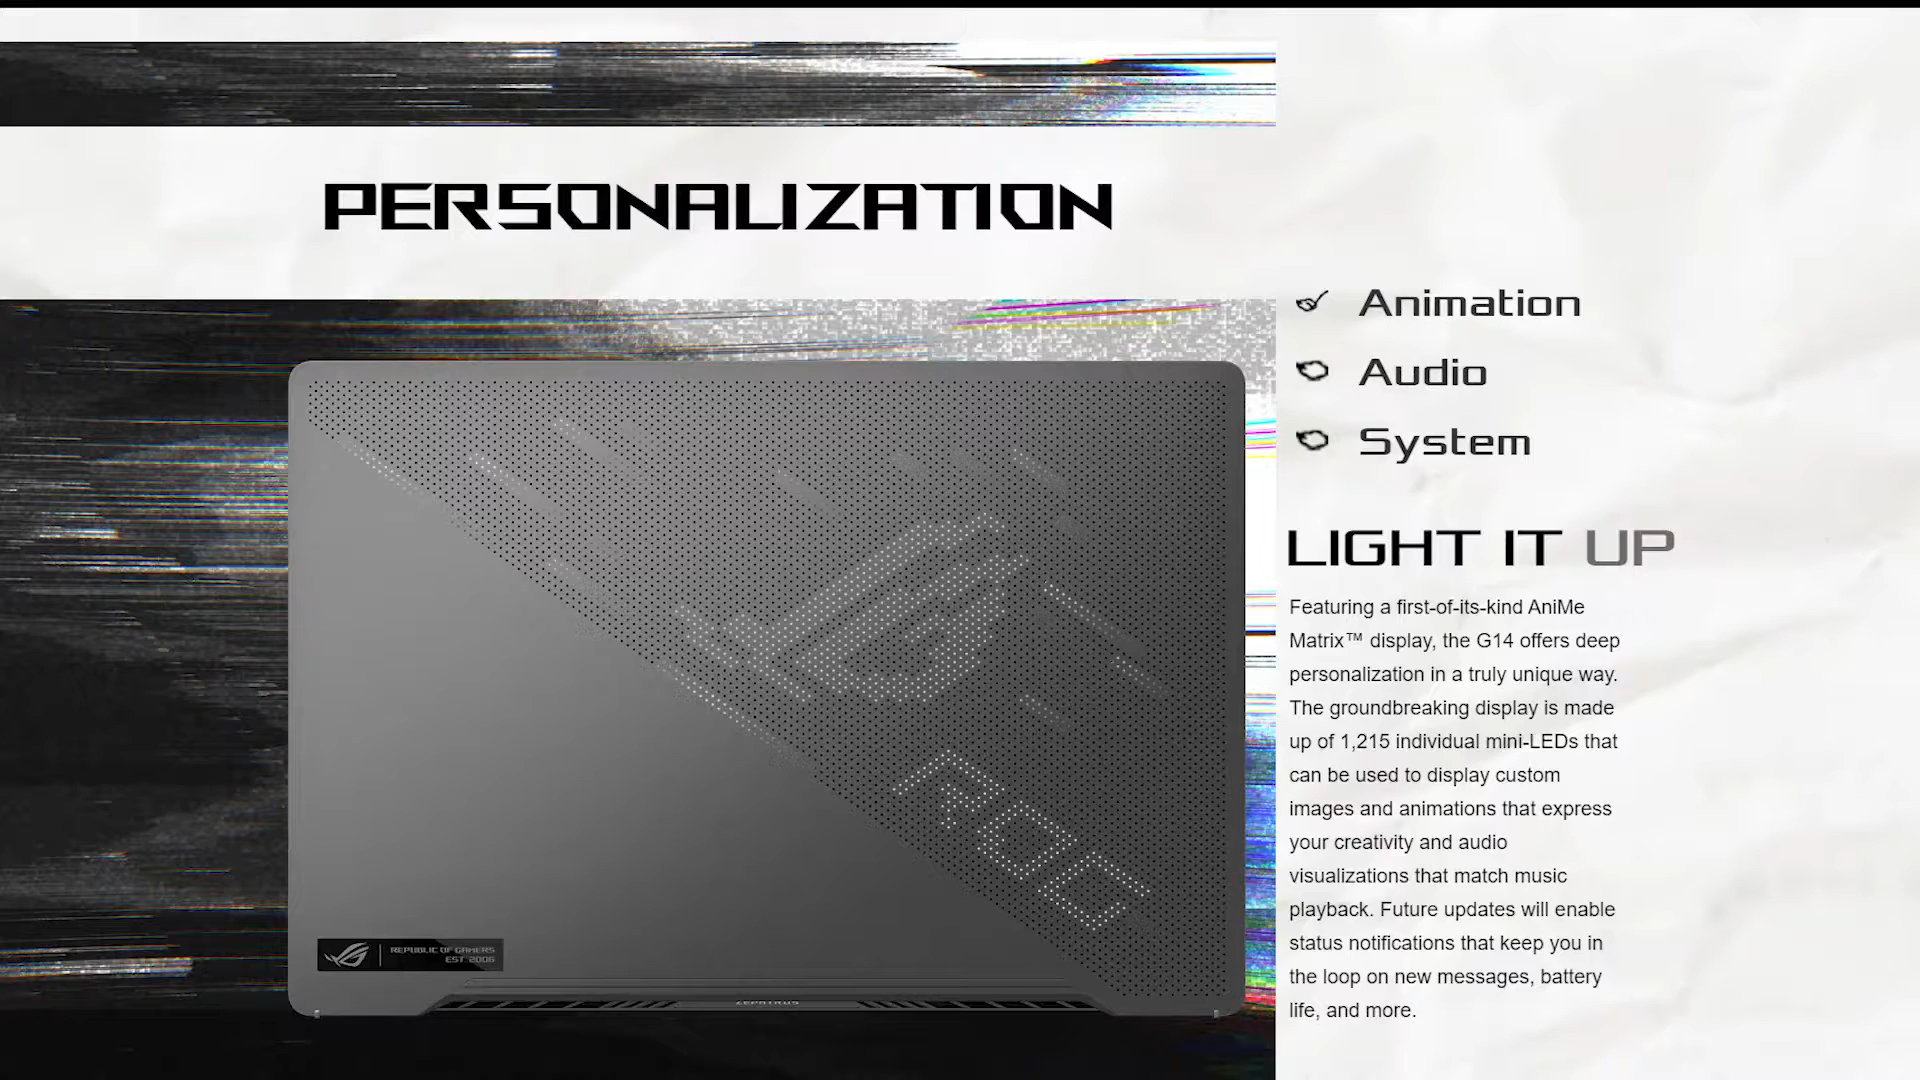 PERSONALIZATION
Animation
Audio
System
LIGHT IT UP
Featuring a first-of-its-kind AniMe
Matrix™ display, the G14 offers deep
personalization in a truly unique way.
The groundbreaking display is made
up of 1,215 individual mini-LEDs that
can be used to display custom
images and animations that express
your creativity and audio
visualizations that match music
playback. Future updates will enable
status notifications that keep you in
the loop on new messages, battery
life, and more.
ROG
REPUBLIC OF GAMERS
EST. 2006
ZEPHYRUS